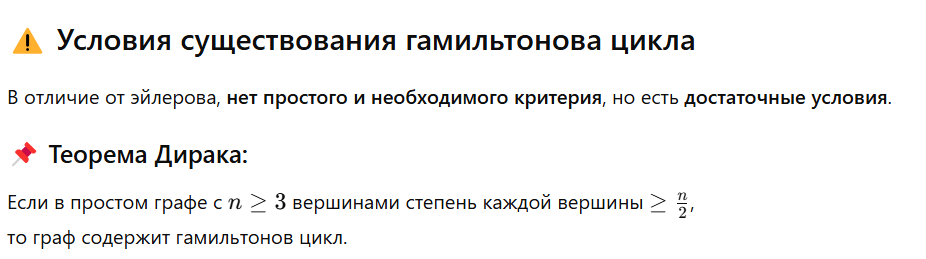 ⚠️ Условия существования гамильтонова цикла
В отличие от эйлерова, нет простого и необходимого критерия, но есть достаточные условия.
📌 Теорема Дирака:
Если в простом графе с n ≥ 3 вершинами степень каждой вершины ≥ n/2,
то граф содержит гамильтонов цикл.